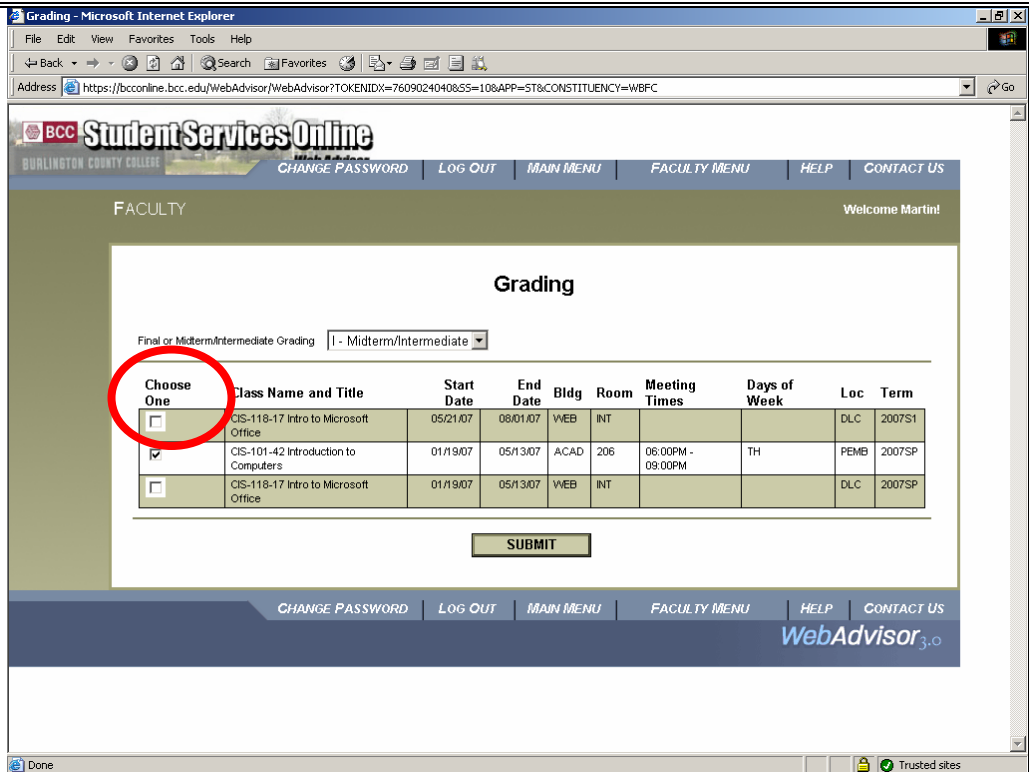 Grading - Microsoft Internet Explorer
File Edit View Favorites Tools Help
Back Search Favorites
Address https://bcconline.bcc.edu/WebAdvisor/WebAdvisor?TOKENIDX=7609024040&SS=10&APP=ST&CONSTITUENCY=WBFC Go
BCC Student Services Online
BURLINGTON COUNTY COLLEGE Web Advisor
CHANGE PASSWORD LOG OUT MAIN MENU FACULTY MENU HELP CONTACT US
FACULTY Welcome Martin!
Grading
Final or Midterm/Intermediate Grading I - Midterm/Intermediate
Choose One Class Name and Title Start Date End Date Bldg Room Meeting Times Days of Week Loc Term
CIS-118-17 Intro to Microsoft Office 05/21/07 08/01/07 WEB INT DLC 2007S1
CIS-101-42 Introduction to Computers 01/19/07 05/13/07 ACAD 206 06:00PM - 09:00PM TH PEMB 2007SP
CIS-118-17 Intro to Microsoft Office 01/19/07 05/13/07 WEB INT DLC 2007SP
SUBMIT
CHANGE PASSWORD LOG OUT MAIN MENU FACULTY MENU HELP CONTACT US
WebAdvisor 3.0
Done Trusted sites